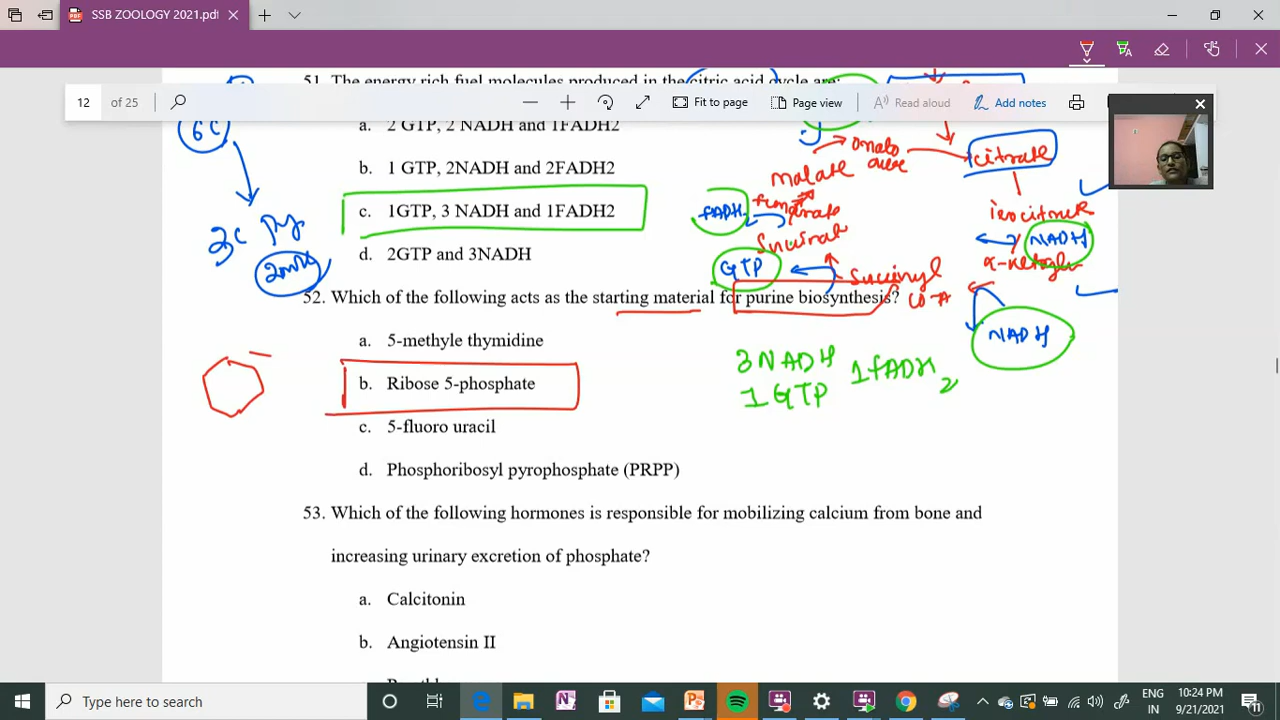 SSB ZOOLOGY 2021.pdf
12 of 25
Fit to page
Page view
Read aloud
Add notes
51. The energy rich fuel molecules produced in the citric acid cycle are:
a. 2 GTP, 2 NADH and 1FADH2
b. 1 GTP, 2NADH and 2FADH2
c. 1GTP, 3 NADH and 1FADH2
d. 2GTP and 3NADH
6C
3C
citrate
malate
FADH2
GTP
NADH
Succinyl
NADH
52. Which of the following acts as the starting material for purine biosynthesis?
a. 5-methyle thymidine
b. Ribose 5-phosphate
c. 5-fluoro uracil
d. Phosphoribosyl pyrophosphate (PRPP)
3NADH
1FADH2
1GTP
53. Which of the following hormones is responsible for mobilizing calcium from bone and
increasing urinary excretion of phosphate?
a. Calcitonin
b. Angiotensin II
Type here to search
ENG
IN
10:24 PM
9/21/2021
11